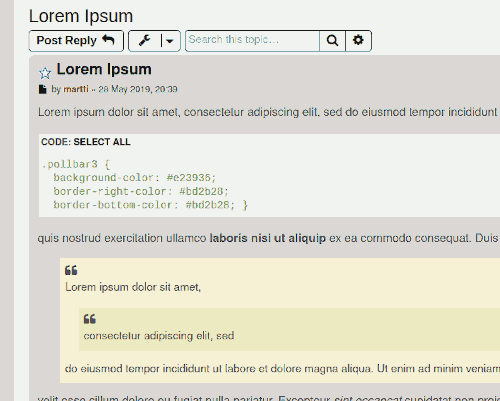 Lorem Ipsum
Post Reply
Search this topic…
Lorem Ipsum
by martti » 28 May 2019, 20:39
Lorem ipsum dolor sit amet, consectetur adipiscing elit, sed do eiusmod tempor incididunt
CODE: SELECT ALL
.pollbar3 {
background-color: #e23935;
border-right-color: #bd2b28;
border-bottom-color: #bd2b28; }
quis nostrud exercitation ullamco laboris nisi ut aliquip ex ea commodo consequat. Duis
Lorem ipsum dolor sit amet,
consectetur adipiscing elit, sed
do eiusmod tempor incididunt ut labore et dolore magna aliqua. Ut enim ad minim veniam
velit esse cillum dolore eu fugiat nulla pariatur. Excepteur sint occaecat cupidatat non proi